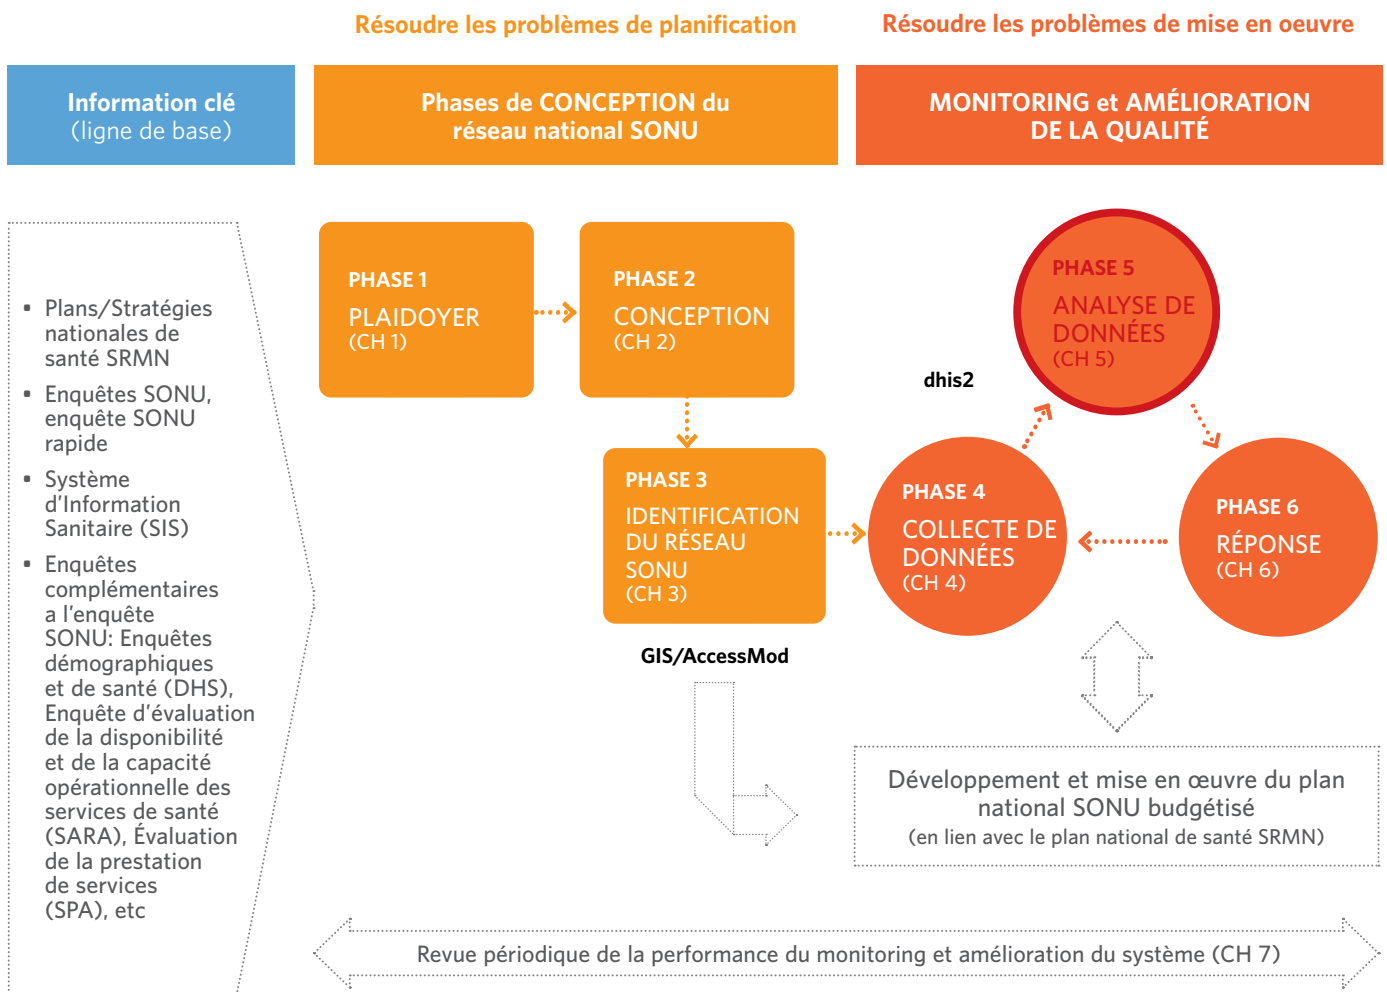 Résoudre les problèmes de planification
Résoudre les problèmes de mise en oeuvre
Information clé
(ligne de base)
Phases de CONCEPTION du
réseau national SONU
MONITORING et AMÉLIORATION
DE LA QUALITÉ
• Plans/Stratégies
nationales de
santé SRMN
• Enquêtes SONU,
enquête SONU
rapide
• Système
d'Information
Sanitaire (SIS)
• Enquêtes
complémentaires
a l'enquête
SONU: Enquêtes
démographiques
et de santé (DHS),
Enquête d'évaluation
de la disponibilité
et de la capacité
opérationnelle des
services de santé
(SARA), Évaluation
de la prestation
de services
(SPA), etc
PHASE 1
PLAIDOYER
(CH 1)
PHASE 2
CONCEPTION
(CH 2)
PHASE 3
IDENTIFICATION
DU RÉSEAU
SONU
(CH 3)
GIS/AccessMod
PHASE 4
COLLECTE DE
DONNÉES
(CH 4)
dhis2
PHASE 5
ANALYSE DE
DONNÉES
(CH 5)
PHASE 6
RÉPONSE
(CH 6)
Développement et mise en œuvre du plan
national SONU budgétisé
(en lien avec le plan national de santé SRMN)
Revue périodique de la performance du monitoring et amélioration du système (CH 7)